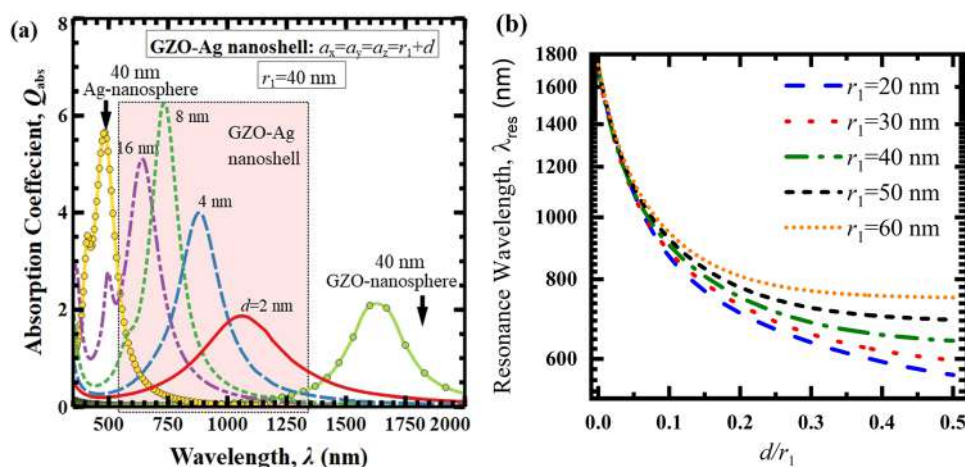 (a)
Absorption Coeffecient, Qabs
8
6
4
2
0
GZO-Ag nanoshell: ax=ay=az=r1+d
r1=40 nm
40 nm
Ag-nanosphere
8 nm
GZO-Ag
nanoshell
16 nm
4 nm
40 nm
GZO-nanosphere
d=2 nm
500 750 1000 1250 1500 1750 2000
Wavelength, λ (nm)
(b)
Resonance Wavelength, λres (nm)
1800
1600
1200
1000
800
600
r1=20 nm
r1=30 nm
r1=40 nm
r1=50 nm
r1=60 nm
0.0 0.1 0.2 0.3 0.4 0.5
d/r1